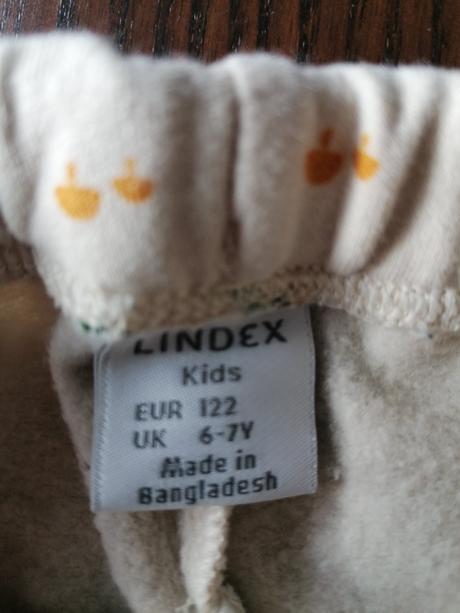 LINDEX
Kids
EUR 122
UK 6-7Y
Made in
Bangladesh